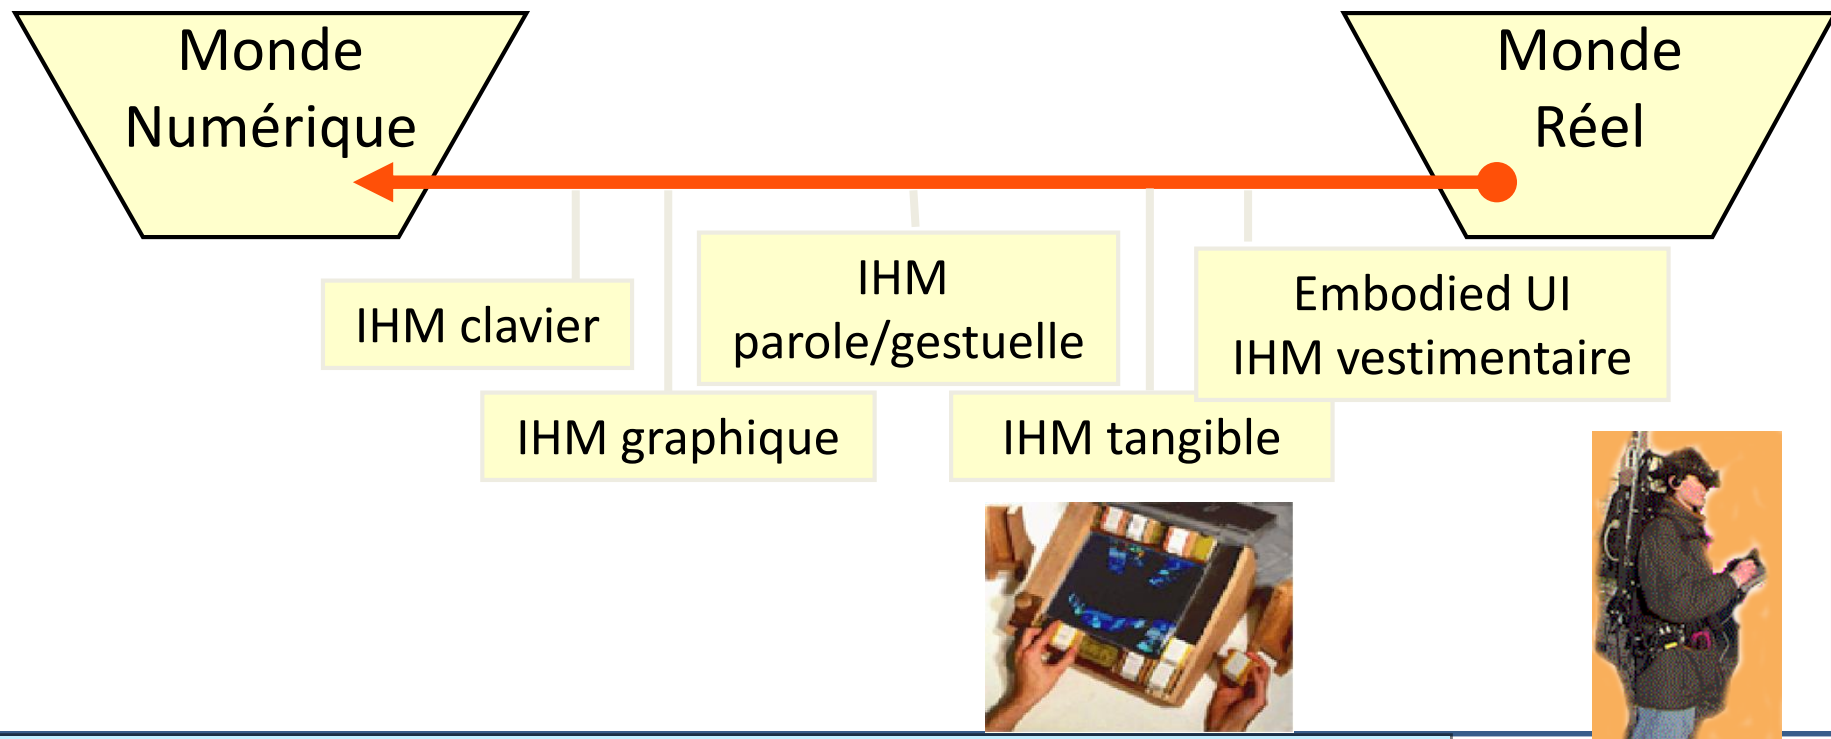 Monde
Numérique
Monde
Réel
IHM clavier
IHM graphique
IHM
parole/gestuelle
IHM tangible
Embodied UI
IHM vestimentaire